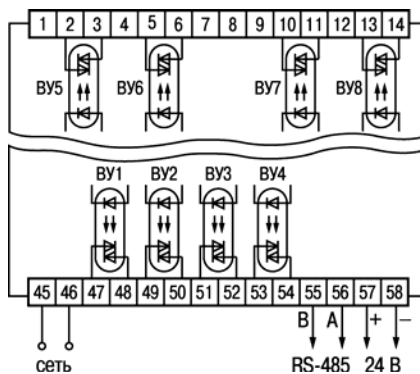 1 2 3 4 5 6 7 8 9 10 11 12 13 14
ВУ5 ВУ6 ВУ7 ВУ8
ВУ1 ВУ2 ВУ3 ВУ4
45 46 47 48 49 50 51 52 53 54 55 56 57 58
B A + –
сеть RS-485 24 В